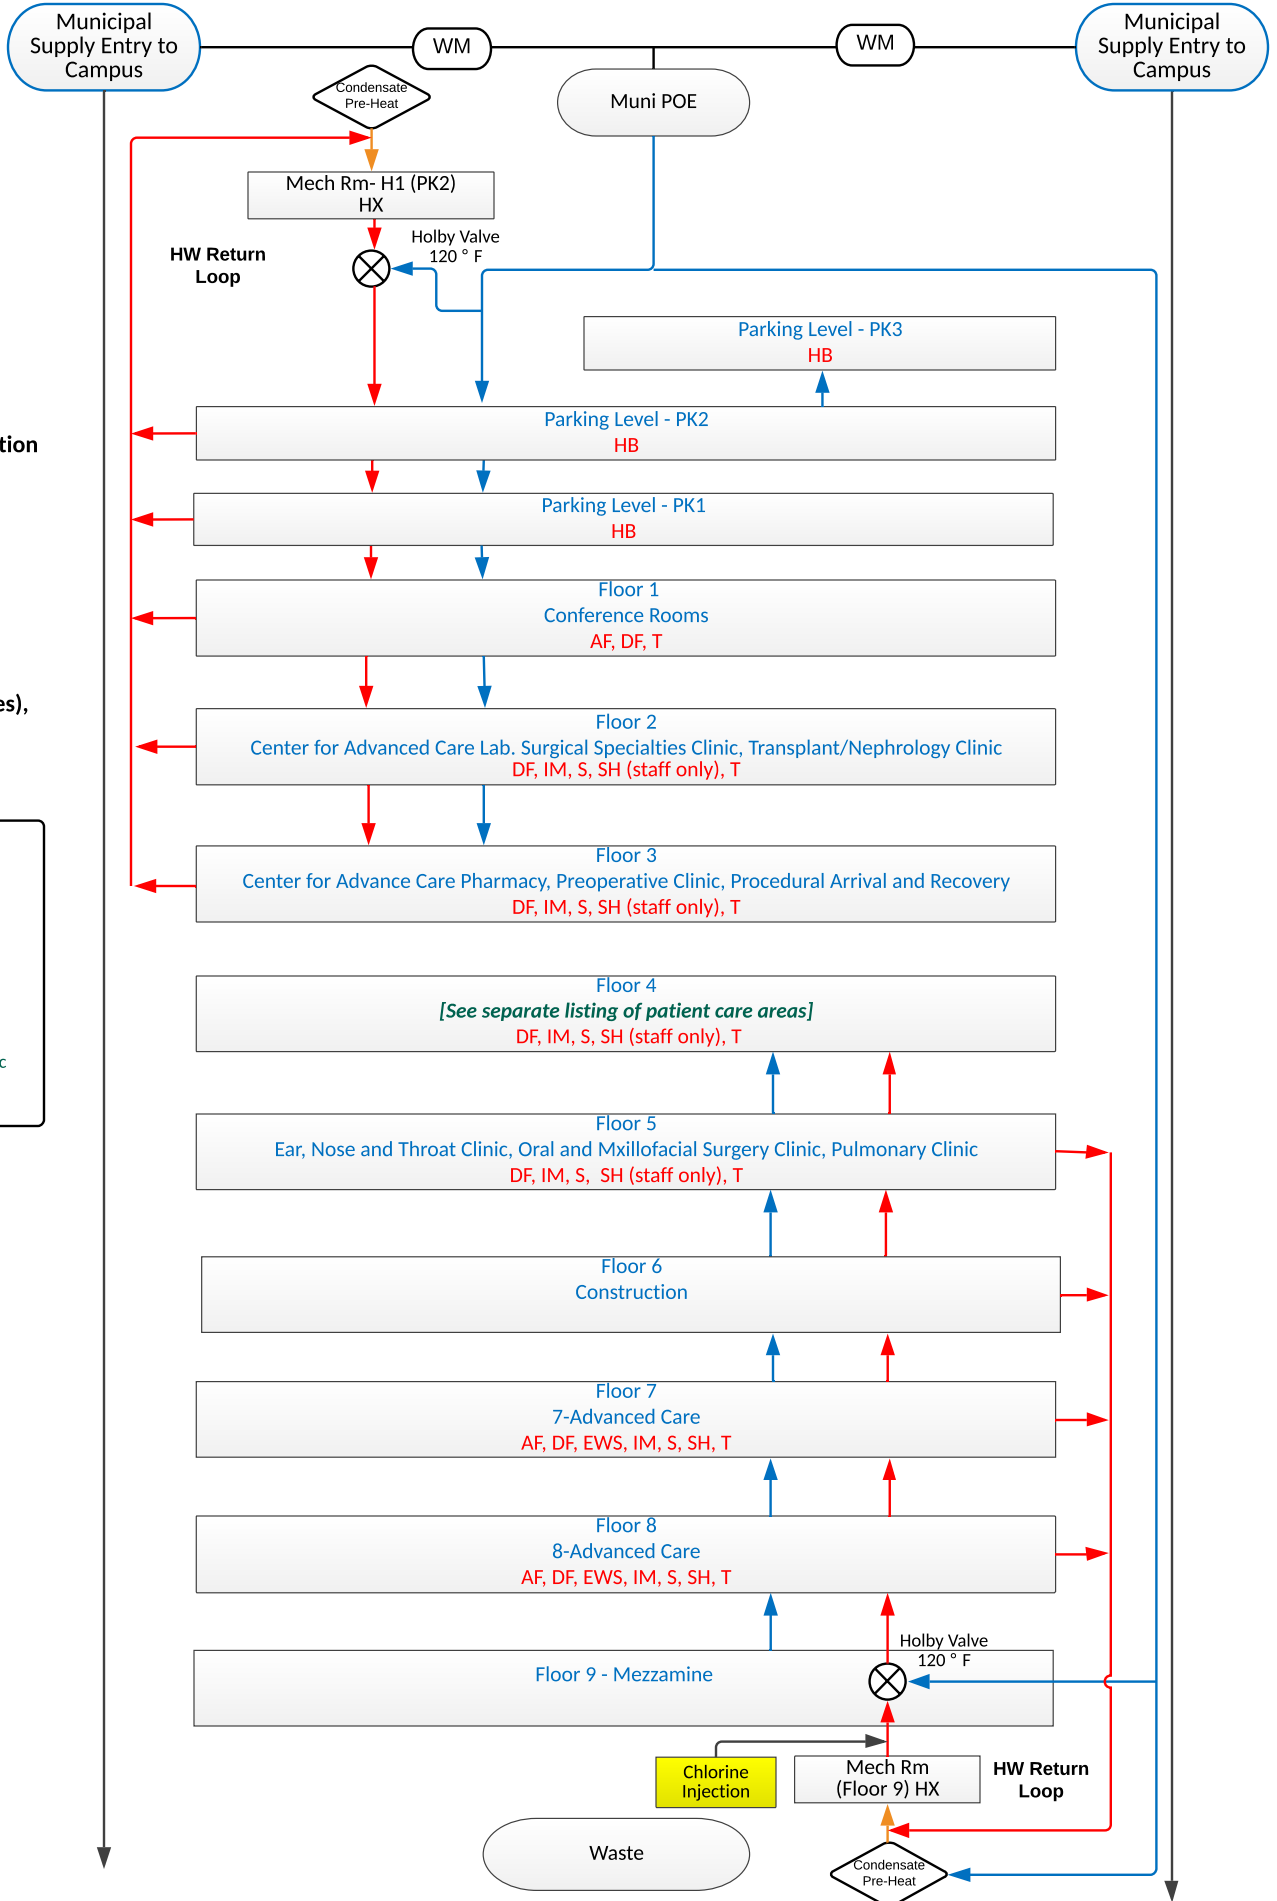 Municipal
Supply Entry to
Campus
WM
WM
Municipal
Supply Entry to
Campus
Condensate
Pre-Heat
Muni POE
Mech Rm- H1 (PK2)
HX
HW Return
Loop
Holby Valve
120 ° F
Parking Level - PK3
HB
Parking Level - PK2
HB
tion
Parking Level - PK1
HB
Floor 1
Conference Rooms
AF, DF, T
es),
Floor 2
Center for Advanced Care Lab. Surgical Specialties Clinic, Transplant/Nephrology Clinic
DF, IM, S, SH (staff only), T
Floor 3
Center for Advance Care Pharmacy, Preoperative Clinic, Procedural Arrival and Recovery
DF, IM, S, SH (staff only), T
Floor 4
[See separate listing of patient care areas]
DF, IM, S, SH (staff only), T
c
Floor 5
Ear, Nose and Throat Clinic, Oral and Mxillofacial Surgery Clinic, Pulmonary Clinic
DF, IM, S,  SH (staff only), T
Floor 6
Construction
Floor 7
7-Advanced Care
AF, DF, EWS, IM, S, SH, T
Floor 8
8-Advanced Care
AF, DF, EWS, IM, S, SH, T
Holby Valve
120 ° F
Floor 9 - Mezzamine
Chlorine
Injection
Mech Rm
(Floor 9) HX
HW Return
Loop
Waste
Condensate
Pre-Heat